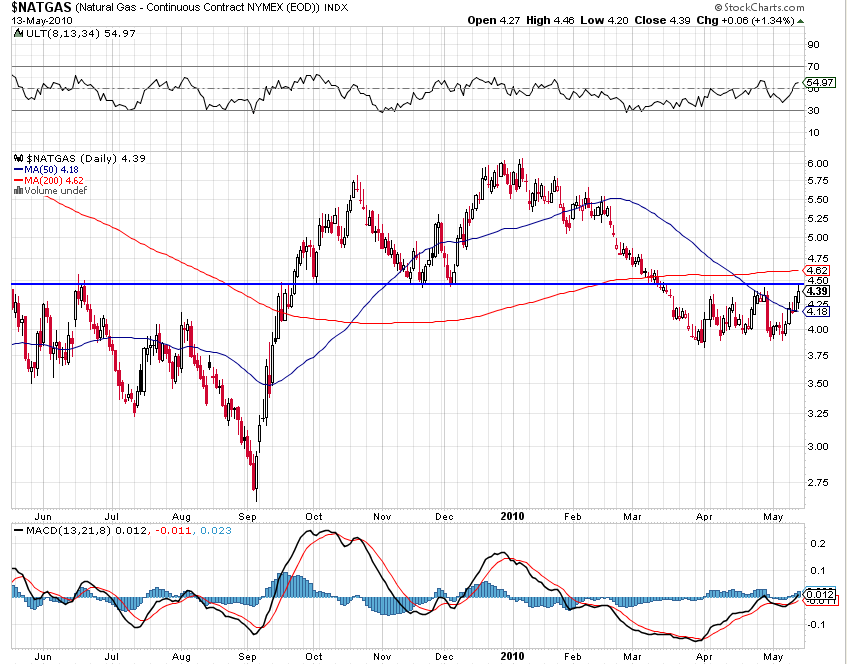 $NATGAS (Natural Gas - Continuous Contract NYMEX (EOD)) INDX
© StockCharts.com
13-May-2010
Open 4.27 High 4.46 Low 4.20 Close 4.39 Chg +0.06 (+1.34%)
ULT(8,13,34) 54.97
90
70
54.97
50
30
10
$NATGAS (Daily) 4.39
MA(50) 4.18
MA(200) 4.62
Volume undef
6.00
5.75
5.50
5.25
5.00
4.75
4.62
4.50
4.39
4.25
4.18
4.00
3.75
3.50
3.25
3.00
2.75
Jun Jul Aug Sep Oct Nov Dec 2010 Feb Mar Apr May
MACD(13,21,8) 0.012, -0.011, 0.023
0.2
0.1
0.012
-0.011
-0.1
Jun Jul Aug Sep Oct Nov Dec 2010 Feb Mar Apr May